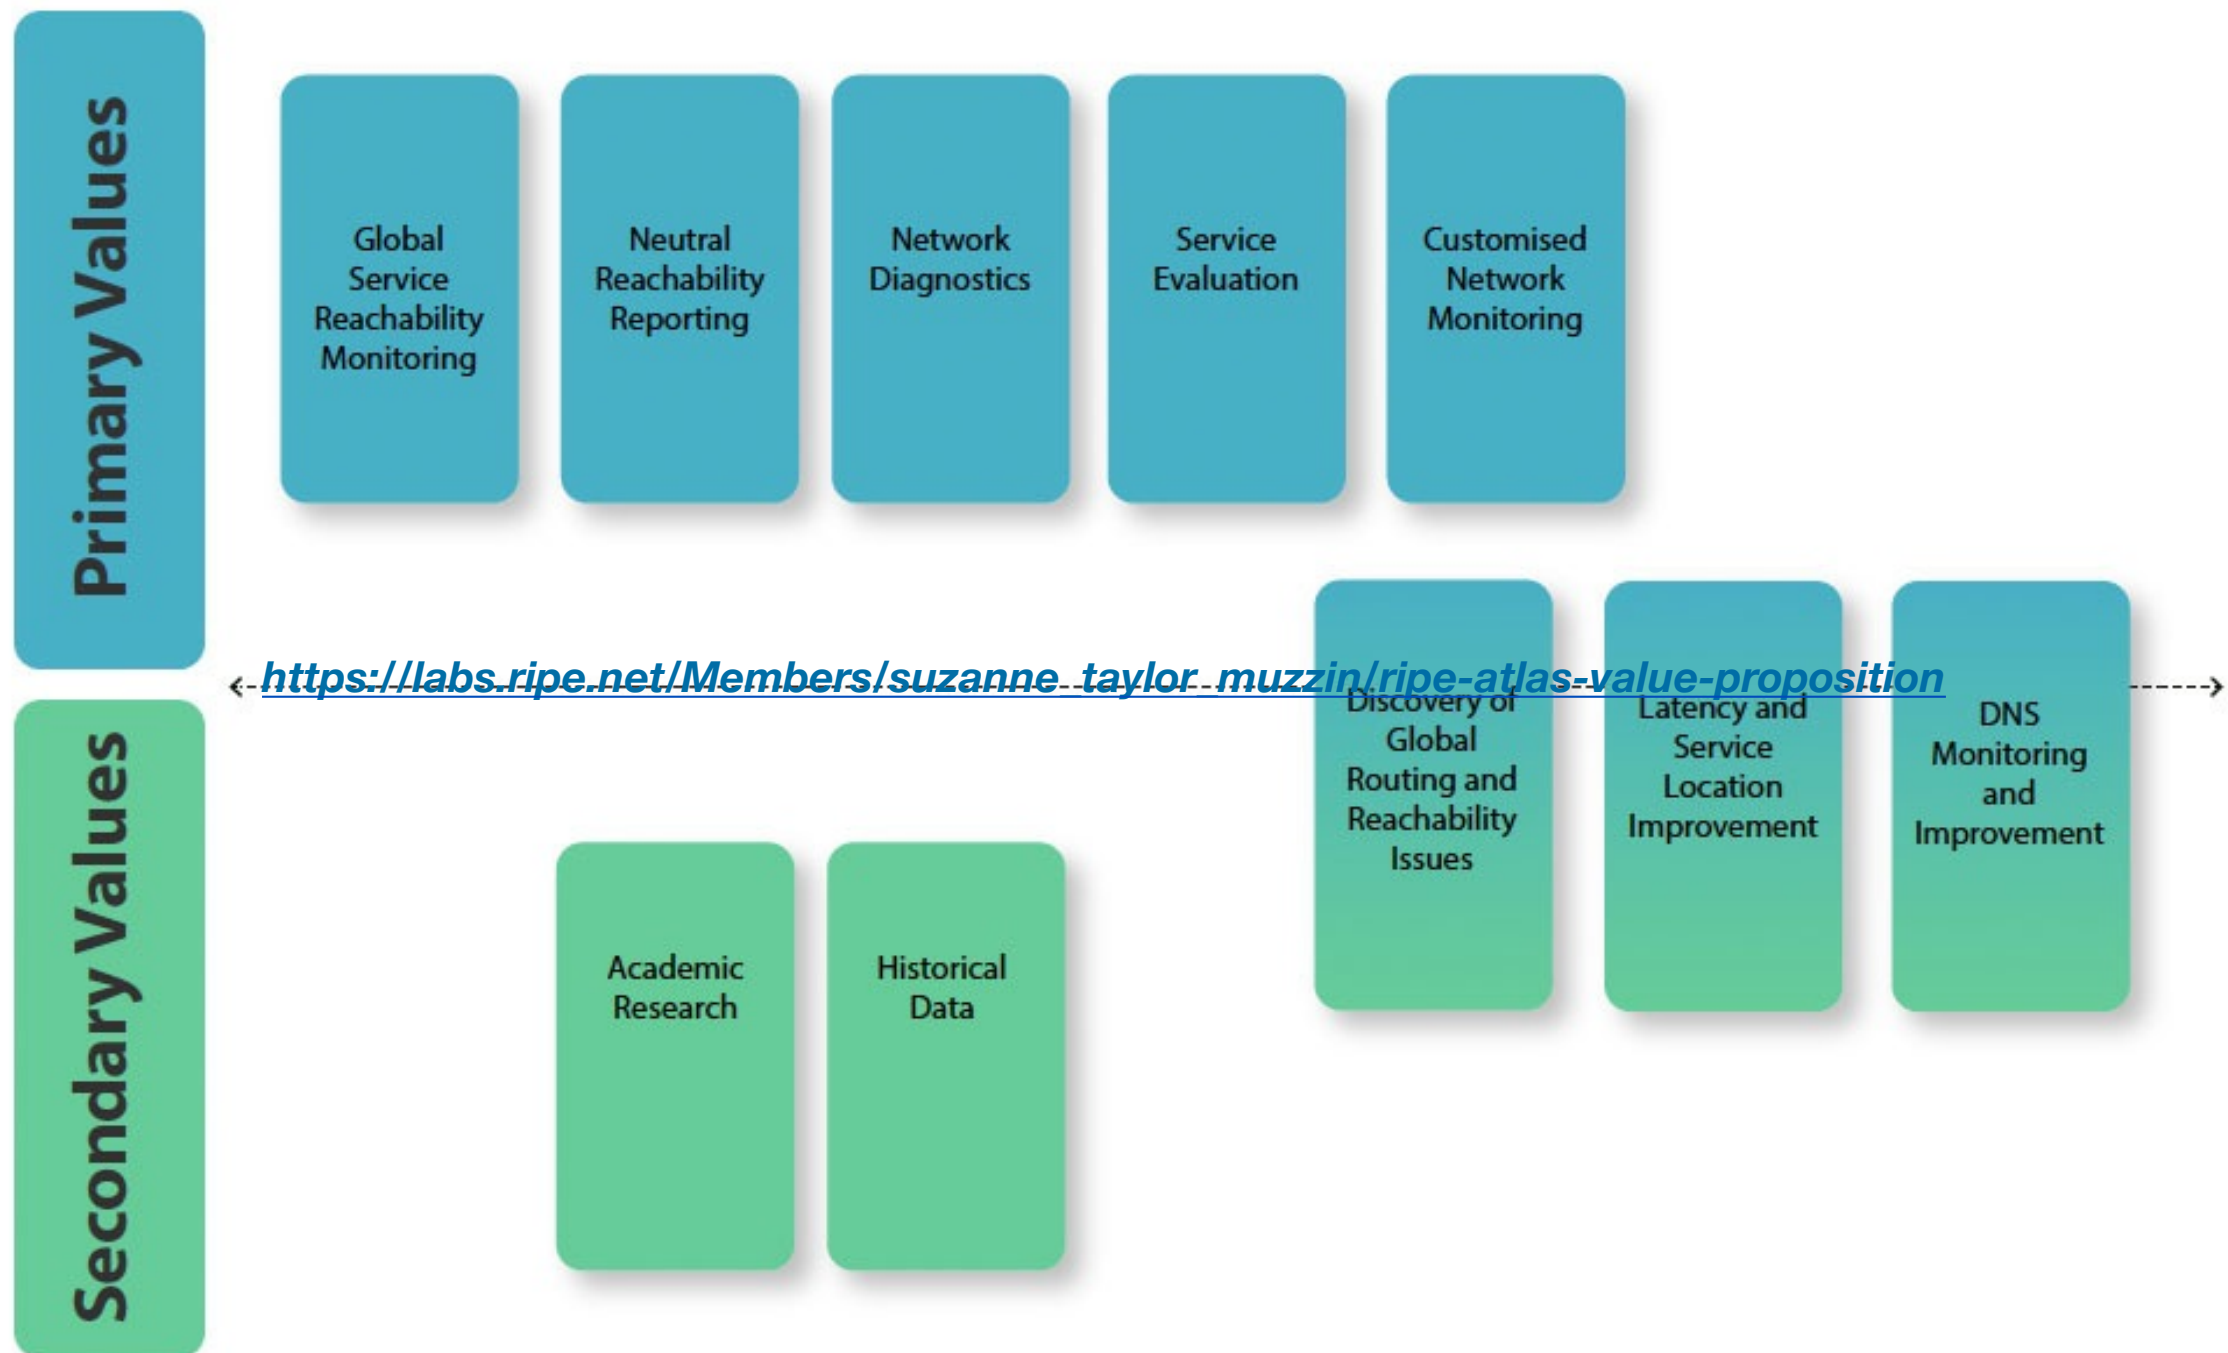 Primary Values
Global
Service
Reachability
Monitoring
Neutral
Reachability
Reporting
Network
Diagnostics
Service
Evaluation
Customised
Network
Monitoring
https://labs.ripe.net/Members/suzanne_taylor_muzzin/ripe-atlas-value-proposition
Discovery of
Global
Routing and
Reachability
Issues
Latency and
Service
Location
Improvement
DNS
Monitoring
and
Improvement
Secondary Values
Academic
Research
Historical
Data